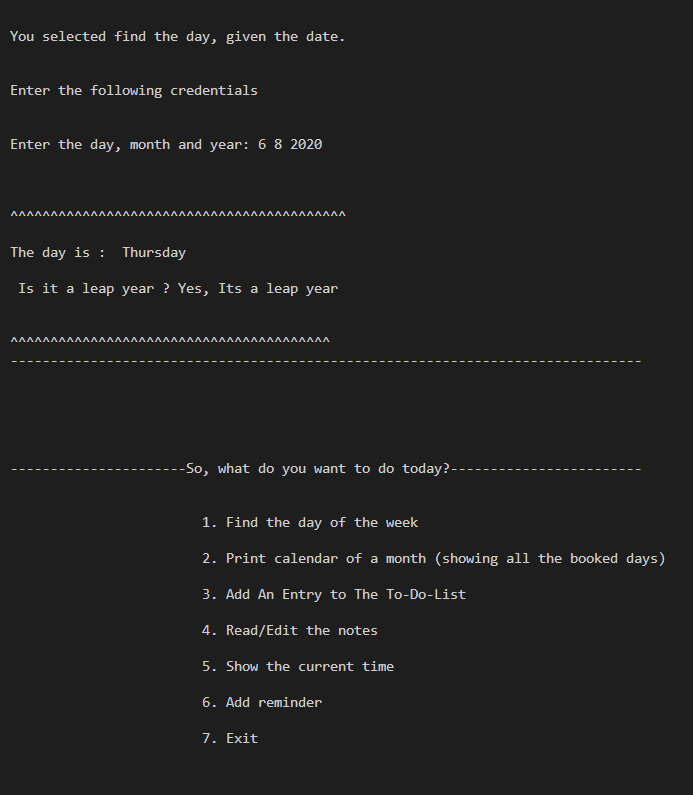 You selected find the day, given the date.
Enter the following credentials
Enter the day, month and year: 6 8 2020
^^^^^^^^^^^^^^^^^^^^^^^^^^^^^^^^^^^^^^^^^^
The day is :  Thursday
 Is it a leap year ? Yes, Its a leap year
^^^^^^^^^^^^^^^^^^^^^^^^^^^^^^^^^^^^^^^^
-------------------------------------------------------------------------------
----------------------So, what do you want to do today?------------------------
1. Find the day of the week
2. Print calendar of a month (showing all the booked days)
3. Add An Entry to The To-Do-List
4. Read/Edit the notes
5. Show the current time
6. Add reminder
7. Exit